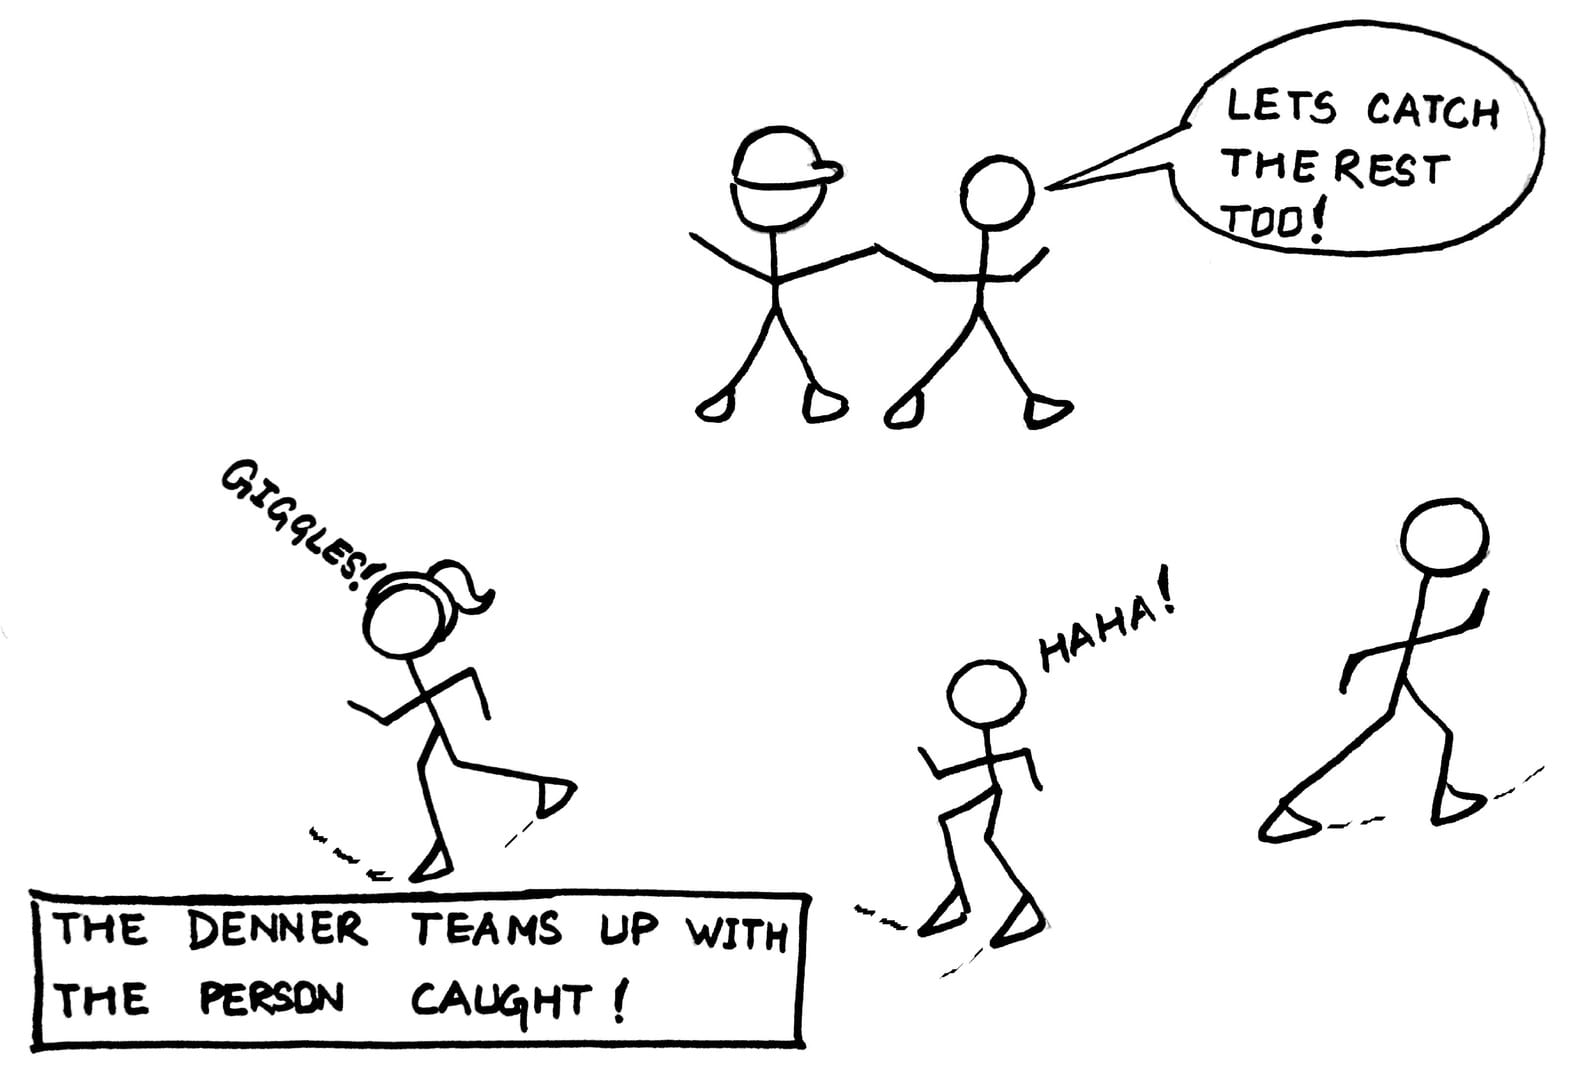 LETS CATCH
THE REST
TOO!
GIGGLES!
HAHA!
THE DENNER TEAMS UP WITH
THE PERSON CAUGHT!